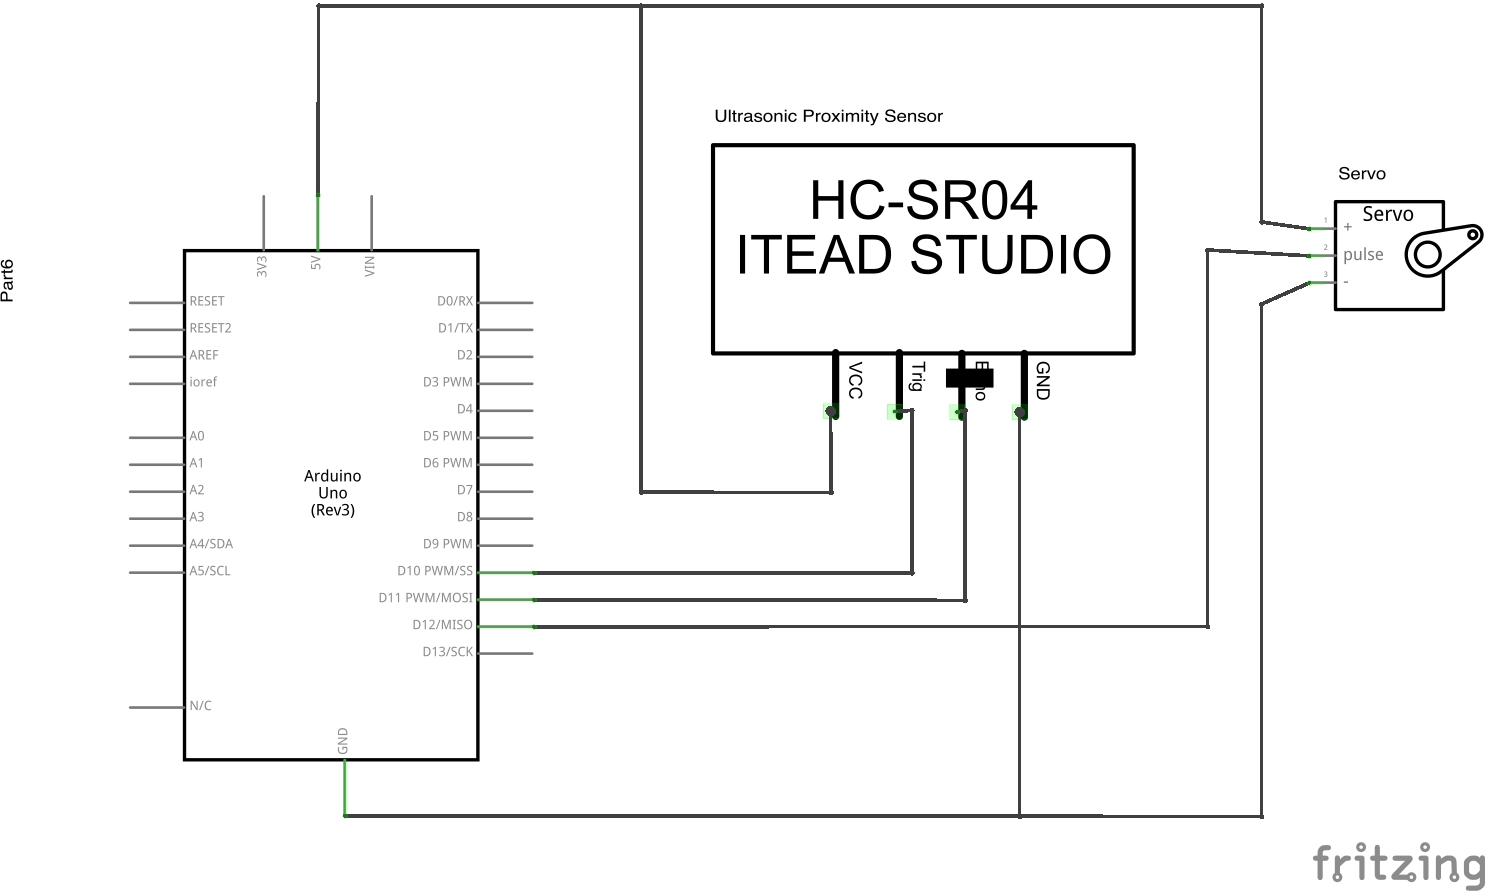 Part6
Ultrasonic Proximity Sensor
HC-SR04
ITEAD STUDIO
VCC
Trig
GND
Servo
Servo
1
+
2
pulse
3
-
3V3
5V
VIN
RESET
RESET2
AREF
ioref
A0
A1
A2
A3
A4/SDA
A5/SCL
N/C
Arduino
Uno
(Rev3)
D0/RX
D1/TX
D2
D3 PWM
D4
D5 PWM
D6 PWM
D7
D8
D9 PWM
D10 PWM/SS
D11 PWM/MOSI
D12/MISO
D13/SCK
GND
fritzing